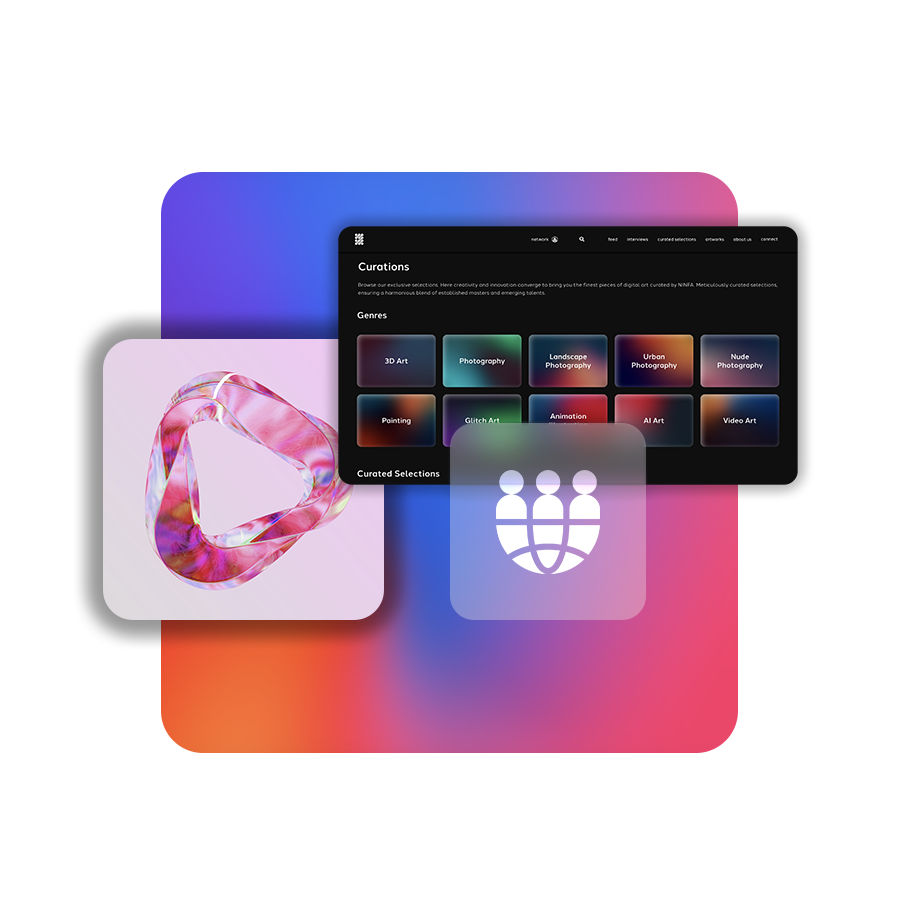 network
feed interviews curated selections artworks about us connect
Curations
Browse our exclusive selections. Here creativity and innovation converge to bring you the finest pieces of digital art curated by NINFA. Meticulously curated selections,
ensuring a harmonious blend of established masters and emerging talents.
Genres
3D Art
Photography
Landscape
Photography
Urban
Photography
Nude
Photography
Painting
Glitch Art
Animation
AI Art
Video Art
Curated Selections